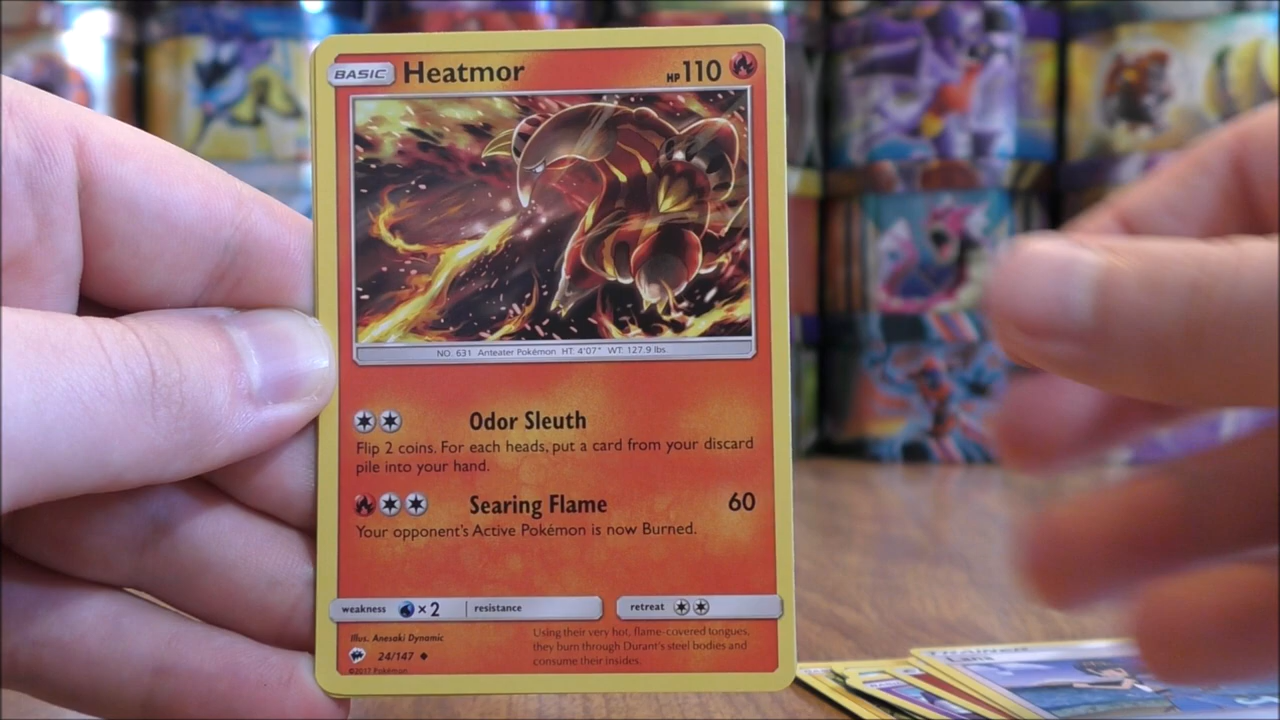 BASIC Heatmor HP 110
NO. 631 Anteater Pokémon HT: 4'07" WT: 127.9 lbs.
Odor Sleuth
Flip 2 coins. For each heads, put a card from your discard
pile into your hand.
Searing Flame 60
Your opponent's Active Pokémon is now Burned.
weakness ×2 resistance retreat
Illus. Anesaki Dynamic
24/147
©2017 Pokémon
Using their very hot, flame-covered tongues,
they burn through Durant's steel bodies and
consume their insides.
TRAINER
Lana